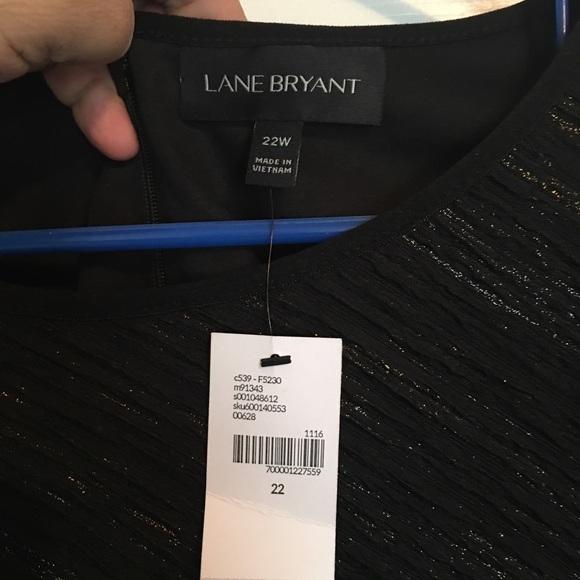 LANE BRYANT
22W
MADE IN
VIETNAM
c539 - F5230
m91343
s001048612
sku600140553
00628
1116
700001227559
22